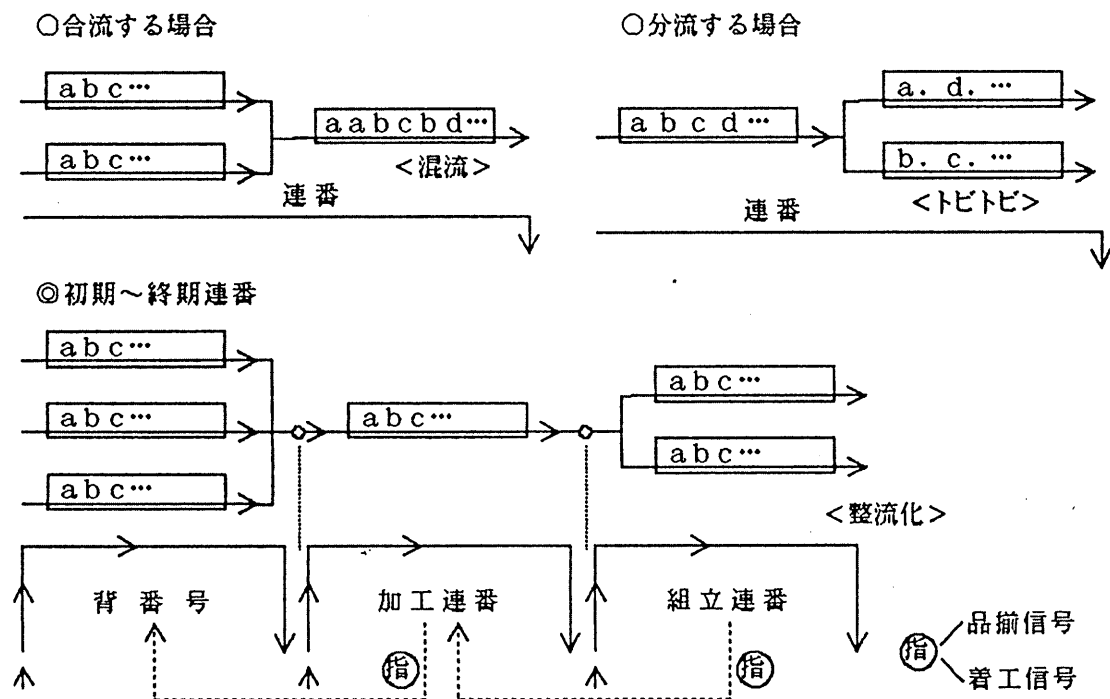 ○合流する場合
abc…
abc…
aabcbd…
<混流>
連番
○分流する場合
abcd…
a. d. …
b. c. …
<トビトビ>
連番
◎初期～終期連番
abc…
abc…
abc…
abc…
abc…
abc…
<整流化>
背番号
加工連番
組立連番
指
指
指
品揃信号
着工信号